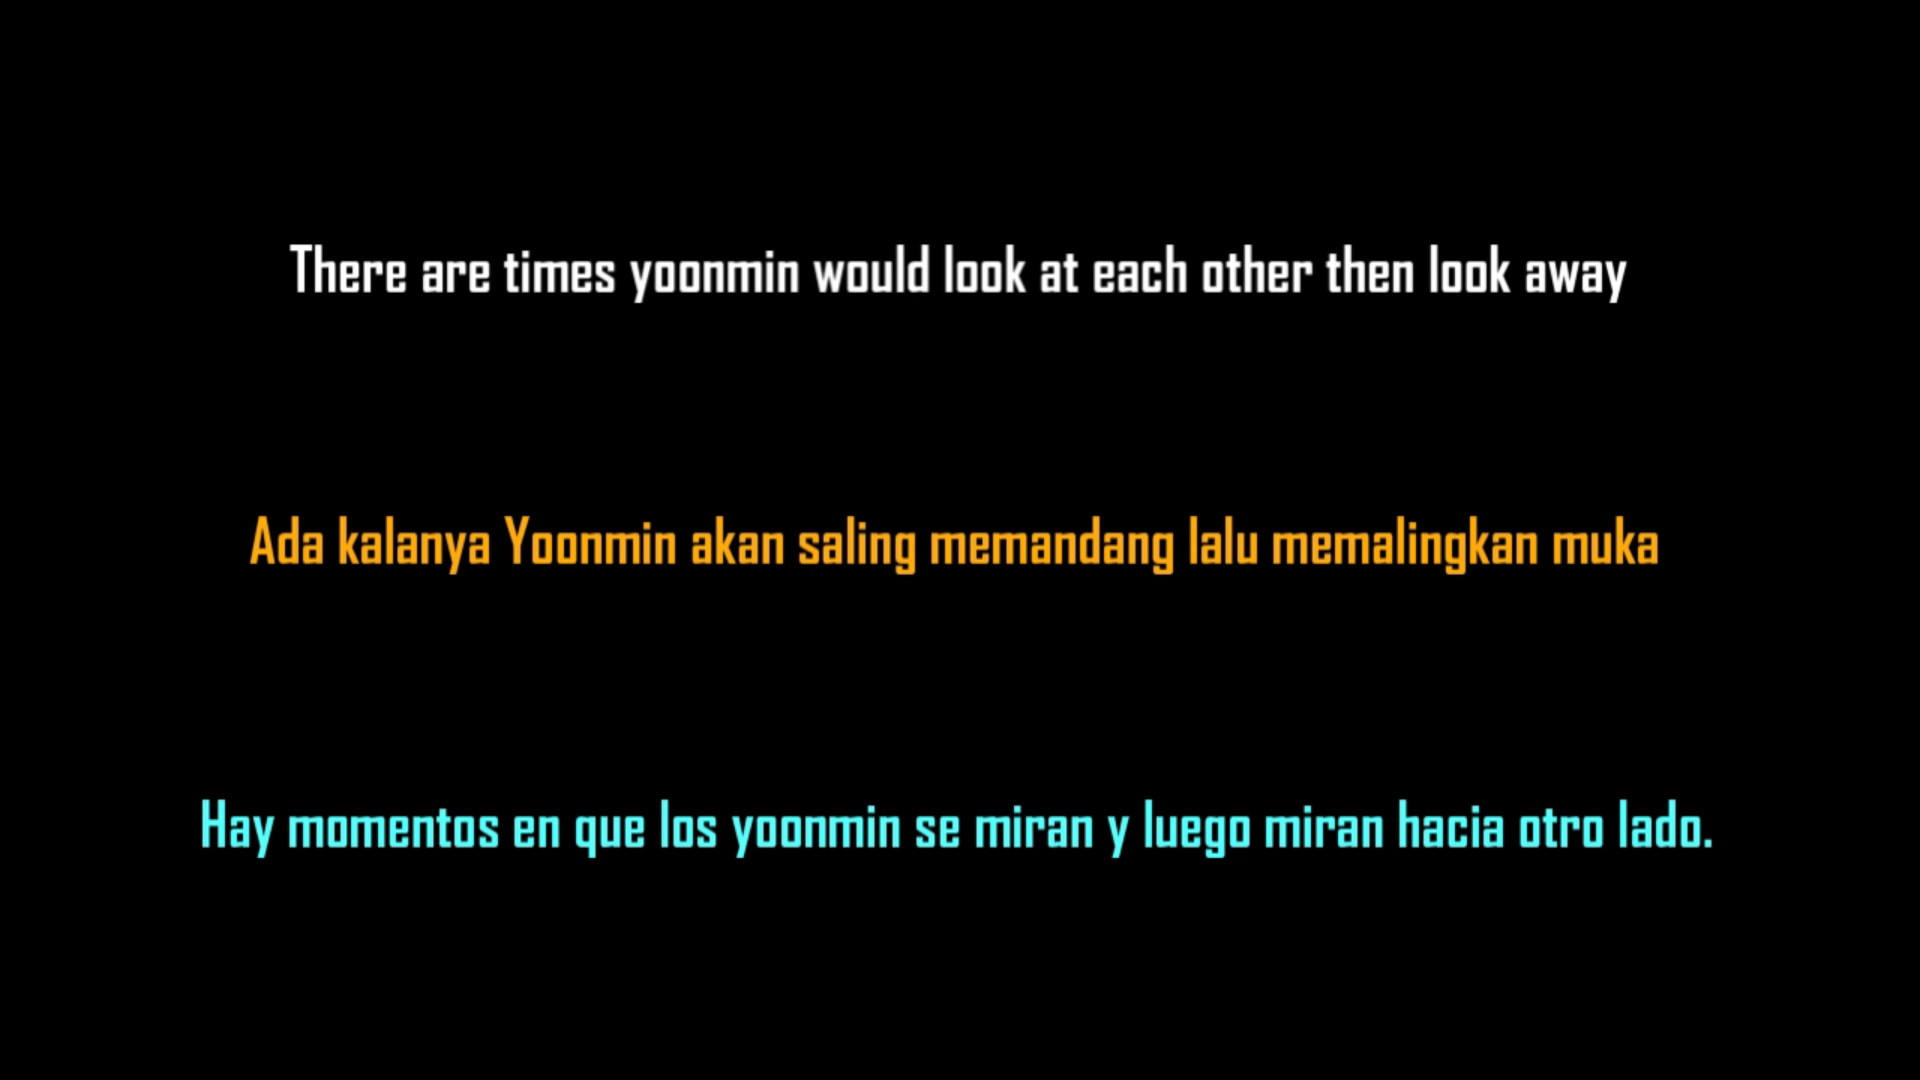 There are times yoonmin would look at each other then look away
Ada kalanya Yoonmin akan saling memandang lalu memalingkan muka
Hay momentos en que los yoonmin se miran y luego miran hacia otro lado.